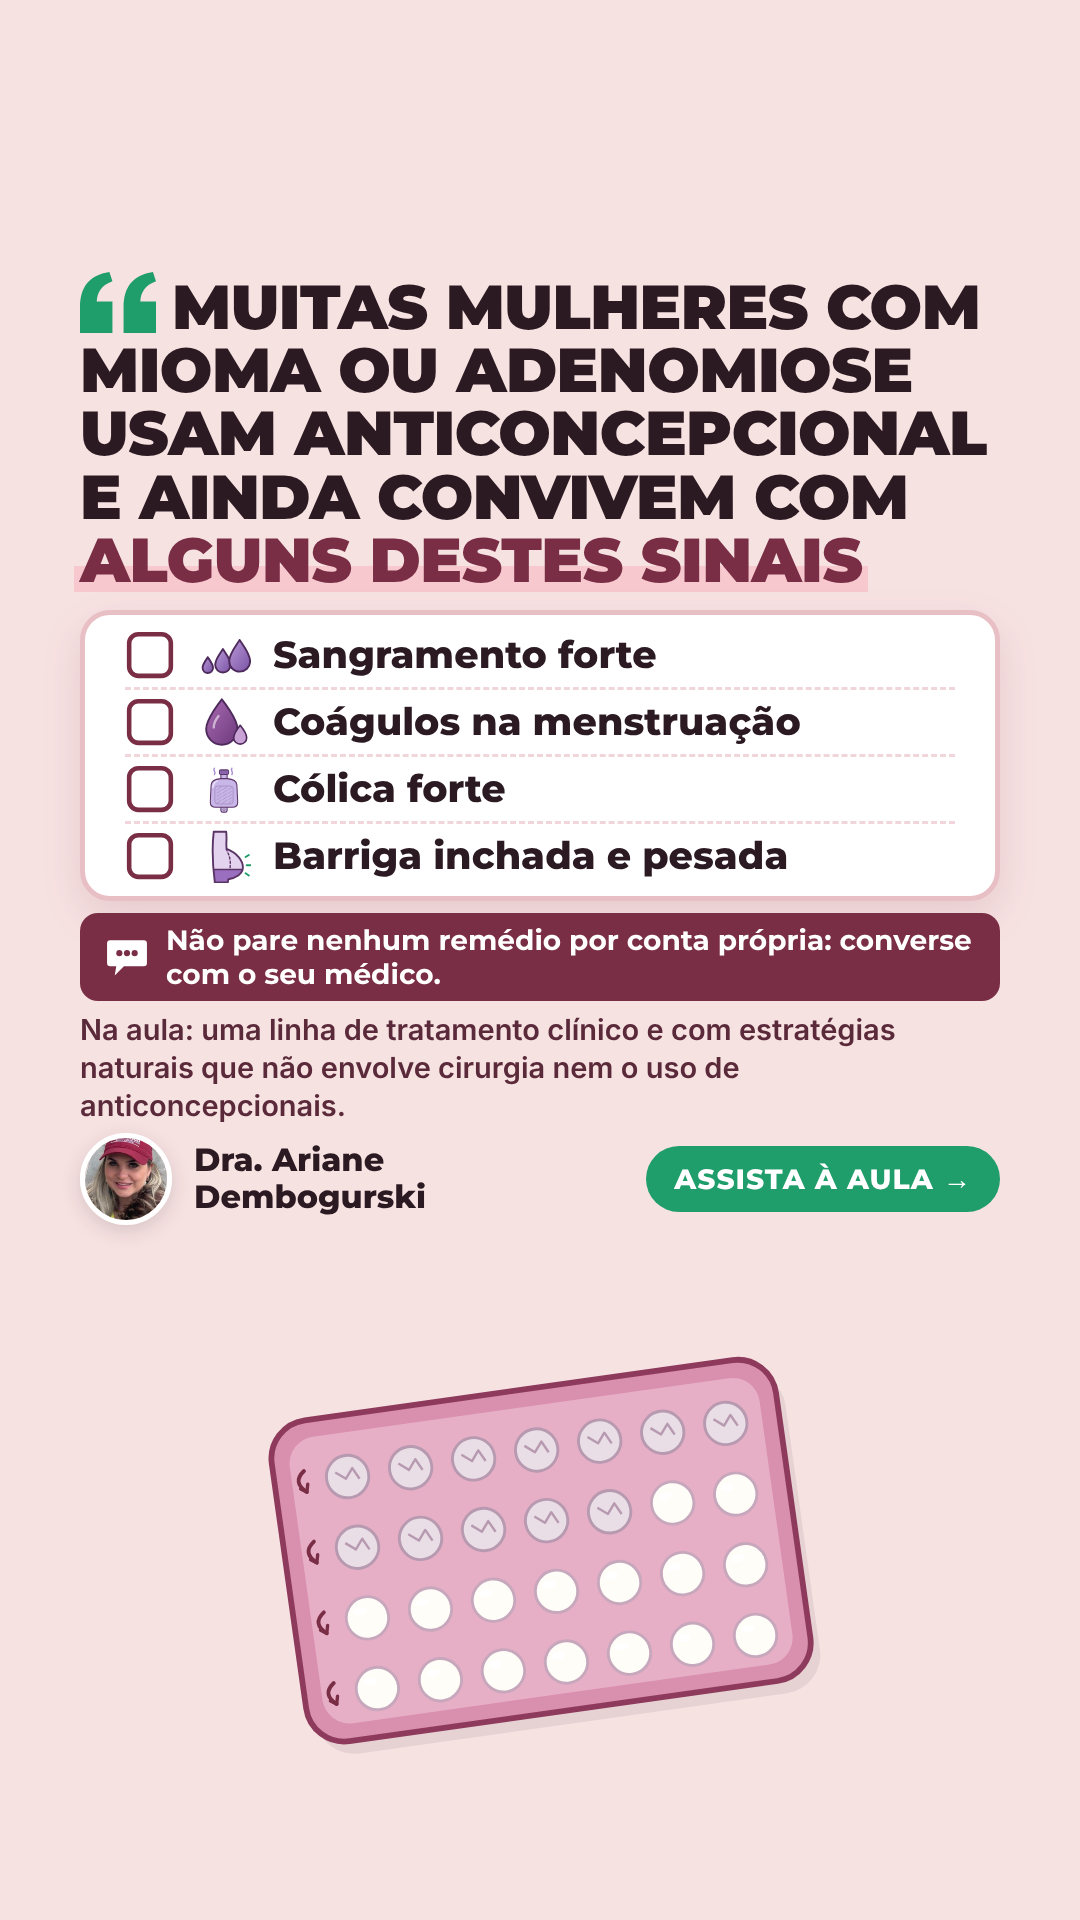 ❝ MUITAS MULHERES COM
MIOMA OU ADENOMIOSE
USAM ANTICONCEPCIONAL
E AINDA CONVIVEM COM
ALGUNS DESTES SINAIS
Sangramento forte
Coágulos na menstruação
Cólica forte
Barriga inchada e pesada
Não pare nenhum remédio por conta própria: converse
com o seu médico.
Na aula: uma linha de tratamento clínico e com estratégias
naturais que não envolve cirurgia nem o uso de
anticoncepcionais.
Dra. Ariane
Dembogurski
ASSISTA À AULA →